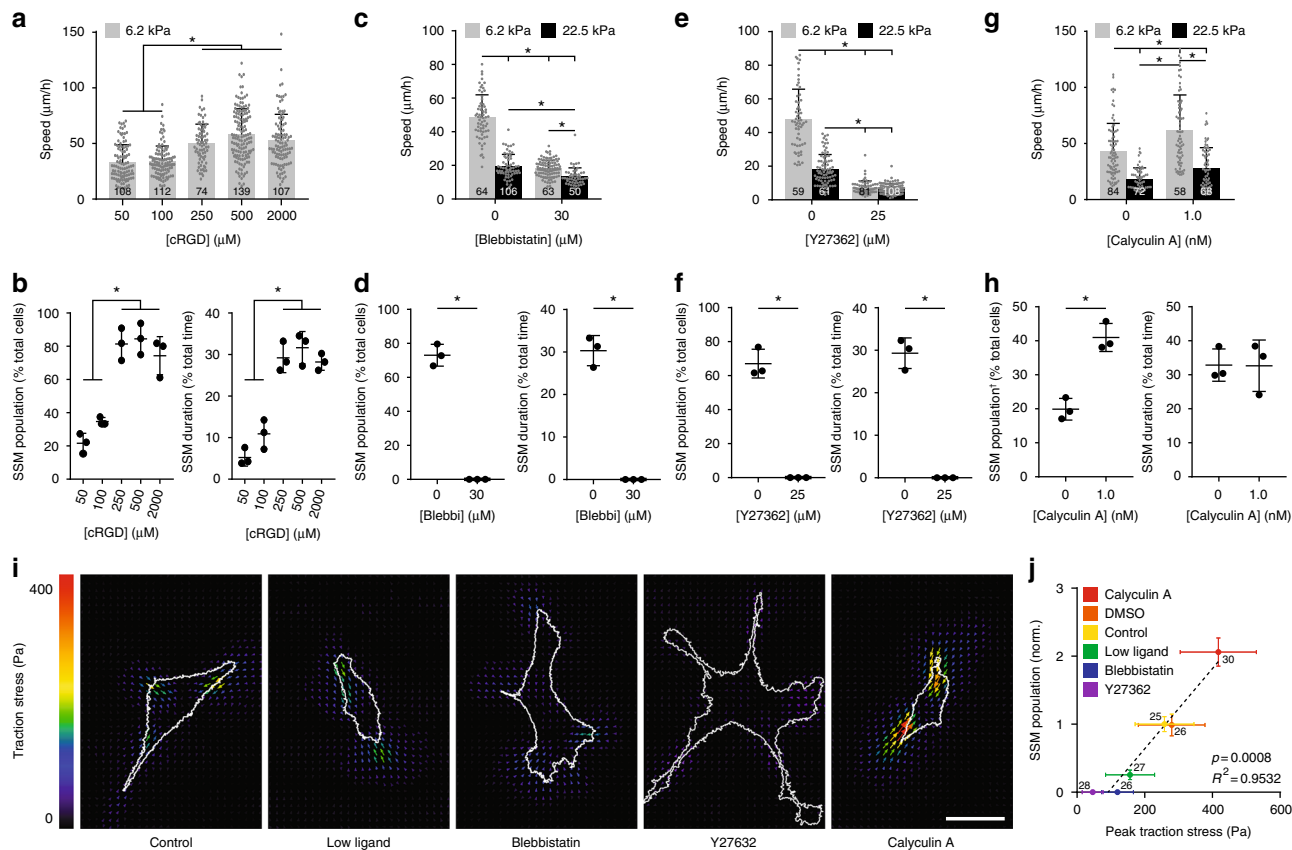 a
6.2 kPa
*
Speed (μm/h)
150
100
50
0
108 112 74 139 107
50 100 250 500 2000
[cRGD] (μM)
c
6.2 kPa 22.5 kPa
*
*
*
Speed (μm/h)
100
80
60
40
20
0
64 106 63 50
0 30
[Blebbistatin] (μM)
e
6.2 kPa 22.5 kPa
*
*
Speed (μm/h)
100
80
60
40
20
0
59 61 81 108
0 25
[Y27362] (μM)
g
6.2 kPa 22.5 kPa
*
* *
Speed (μm/h)
150
100
50
0
84 72 58 68
0 1.0
[Calyculin A] (nM)
b
*
SSM population (% total cells)
100
80
60
40
20
0
50 100 250 500 2000
[cRGD] (μM)
*
SSM duration (% total time)
40
30
20
10
0
50 100 250 500 2000
[cRGD] (μM)
d
*
SSM population (% total cells)
100
80
60
40
20
0
0 30
[Blebbi] (μM)
*
SSM duration (% total time)
40
30
20
10
0
0 30
[Blebbi] (μM)
f
*
SSM population (% total cells)
100
80
60
40
20
0
0 25
[Y27362] (μM)
*
SSM duration (% total time)
40
30
20
10
0
0 25
[Y27362] (μM)
h
*
SSM population† (% total cells)
50
40
30
20
10
0
0 1.0
[Calyculin A] (nM)
SSM duration (% total time)
50
40
30
20
10
0
0 1.0
[Calyculin A] (nM)
i
Traction stress (Pa)
400
0
Control
Low ligand
Blebbistatin
Y27632
Calyculin A
j
SSM population (norm.)
3
2
1
0
Calyculin A
DMSO
Control
Low ligand
Blebbistatin
Y27362
30
25
26
27
28
26
p=0.0008
R²=0.9532
0 200 400 600
Peak traction stress (Pa)